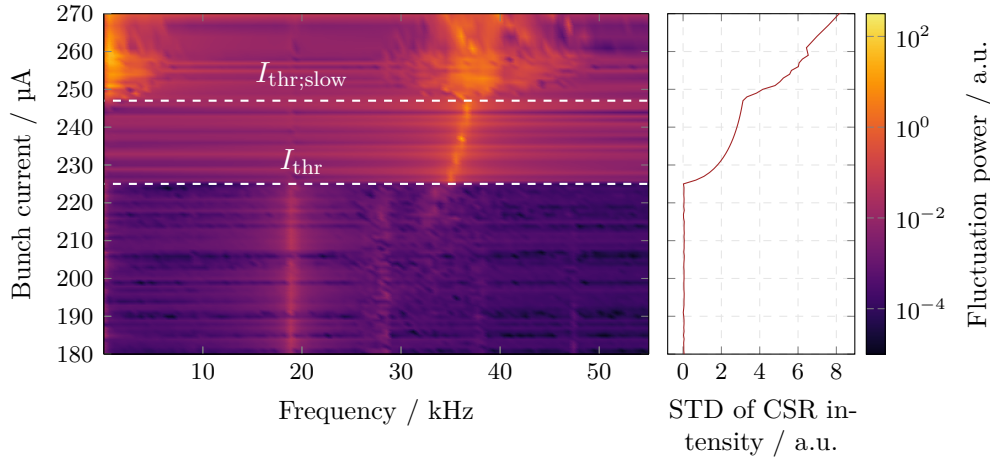 270
260
250
240
230
220
210
200
190
180
Bunch current / µA
I_thr;slow
I_thr
10 20 30 40 50
Frequency / kHz
0 2 4 6 8
STD of CSR in-
tensity / a.u.
10^2
10^0
10^−2
10^−4
Fluctuation power / a.u.